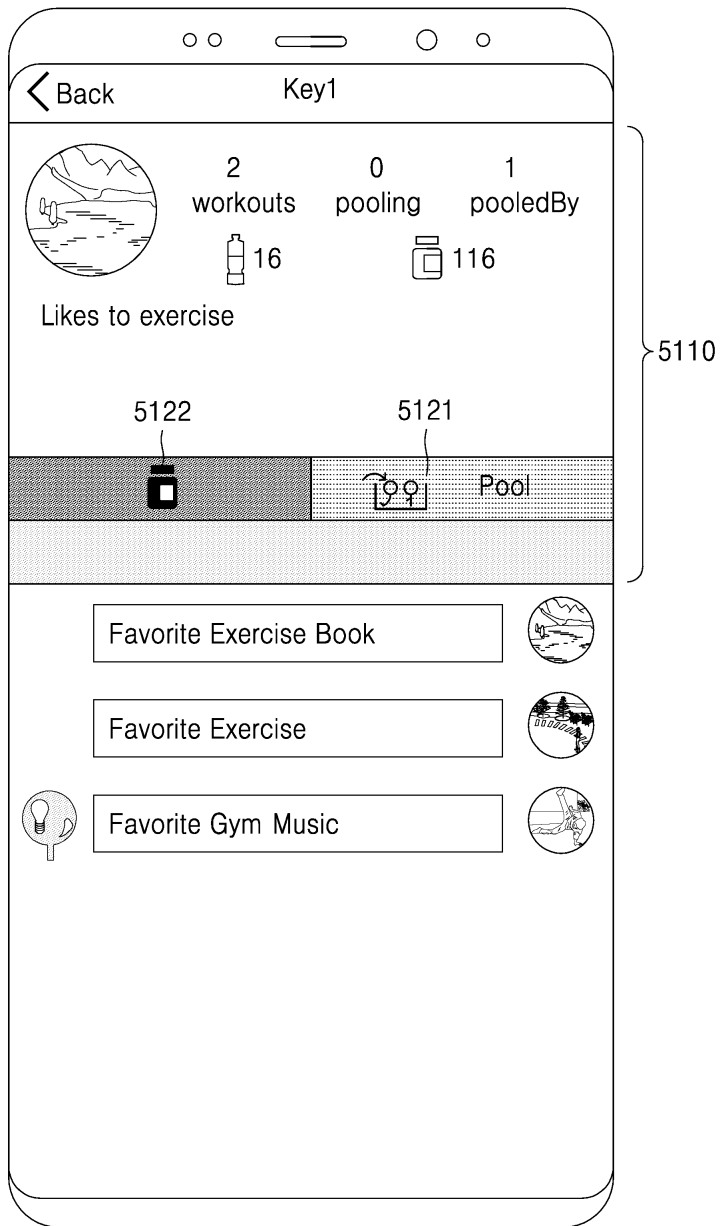 Back Key1
2 0 1
workouts pooling pooledBy
16 116
Likes to exercise
5110
5122 5121
Pool
Favorite Exercise Book
Favorite Exercise
Favorite Gym Music